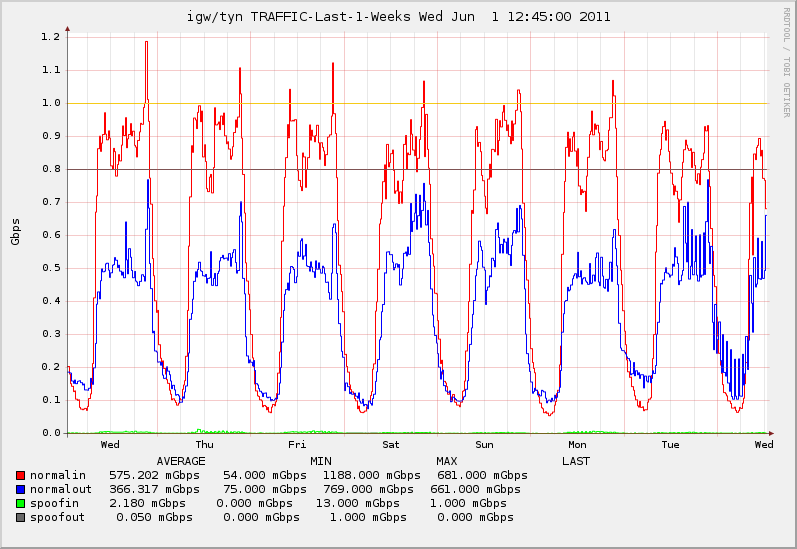 igw/tyn TRAFFIC-Last-1-Weeks Wed Jun 1 12:45:00 2011
RRDTOOL / TOBI OETIKER
Gbps
1.2
1.1
1.0
0.9
0.8
0.7
0.6
0.5
0.4
0.3
0.2
0.1
0.0
Wed Thu Fri Sat Sun Mon Tue Wed
AVERAGE MIN MAX LAST
normalin 575.202 mGbps 54.000 mGbps 1188.000 mGbps 681.000 mGbps
normalout 366.317 mGbps 75.000 mGbps 769.000 mGbps 661.000 mGbps
spoofin 2.180 mGbps 0.000 mGbps 13.000 mGbps 1.000 mGbps
spoofout 0.050 mGbps 0.000 mGbps 1.000 mGbps 0.000 mGbps